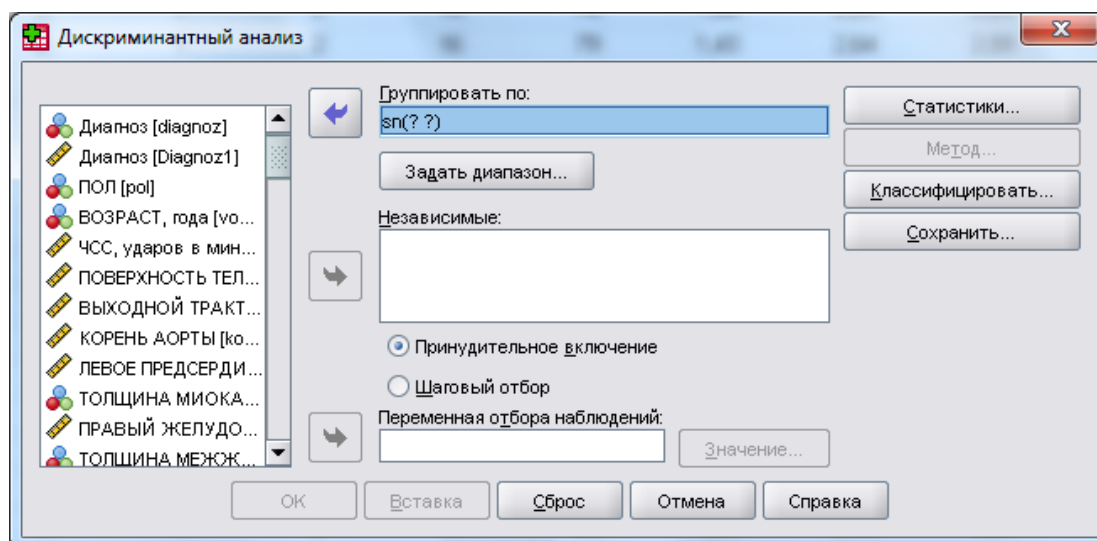 Дискриминантный анализ
Диагноз [diagnoz]
Диагноз [Diagnoz1]
ПОЛ [pol]
ВОЗРАСТ, года [vo...
ЧСС, ударов в мин...
ПОВЕРХНОСТЬ ТЕЛ...
ВЫХОДНОЙ ТРАКТ...
КОРЕНЬ АОРТЫ [ko...
ЛЕВОЕ ПРЕДСЕРДИ...
ТОЛЩИНА МИОКА...
ПРАВЫЙ ЖЕЛУДО...
ТОЛЩИНА МЕЖЖ...
Группировать по:
sn(? ?)
Задать диапазон...
Независимые:
Принудительное включение
Шаговый отбор
Переменная отбора наблюдений:
Значение...
Статистики...
Метод...
Классифицировать...
Сохранить...
OK
Вставка
Сброс
Отмена
Справка